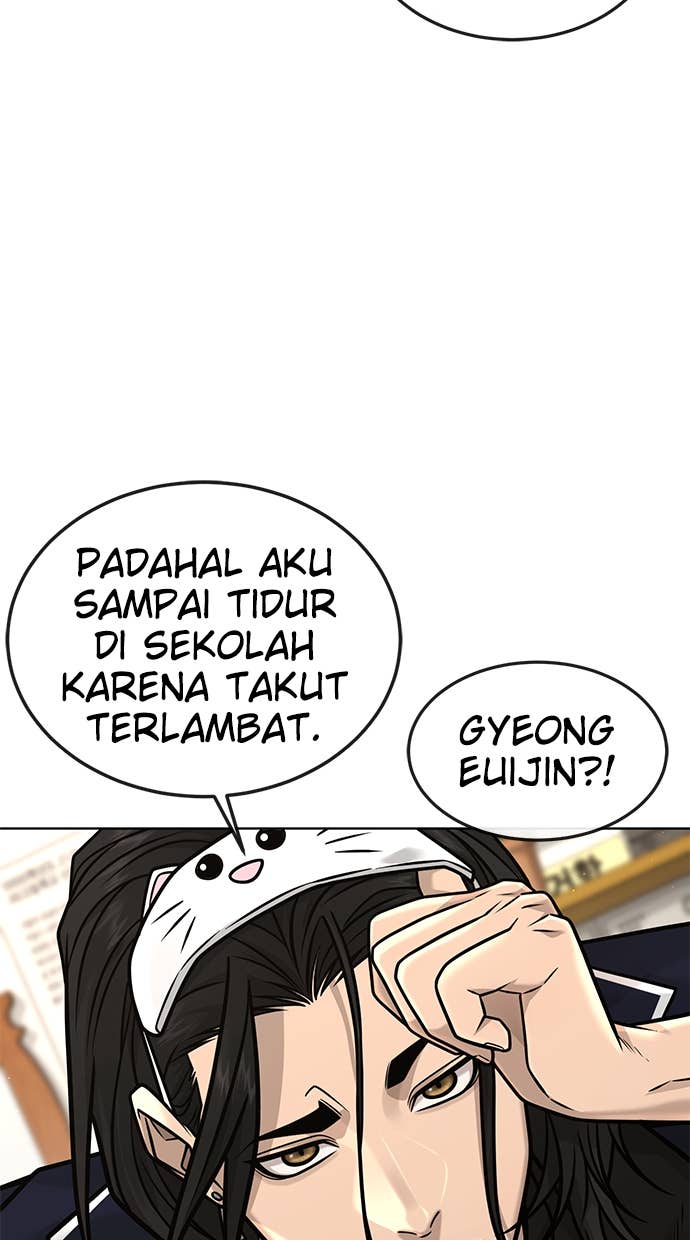 PADAHAL AKU
SAMPAI TIDUR
DI SEKOLAH
KARENA TAKUT
TERLAMBAT.
GYEONG
EUIJIN?!